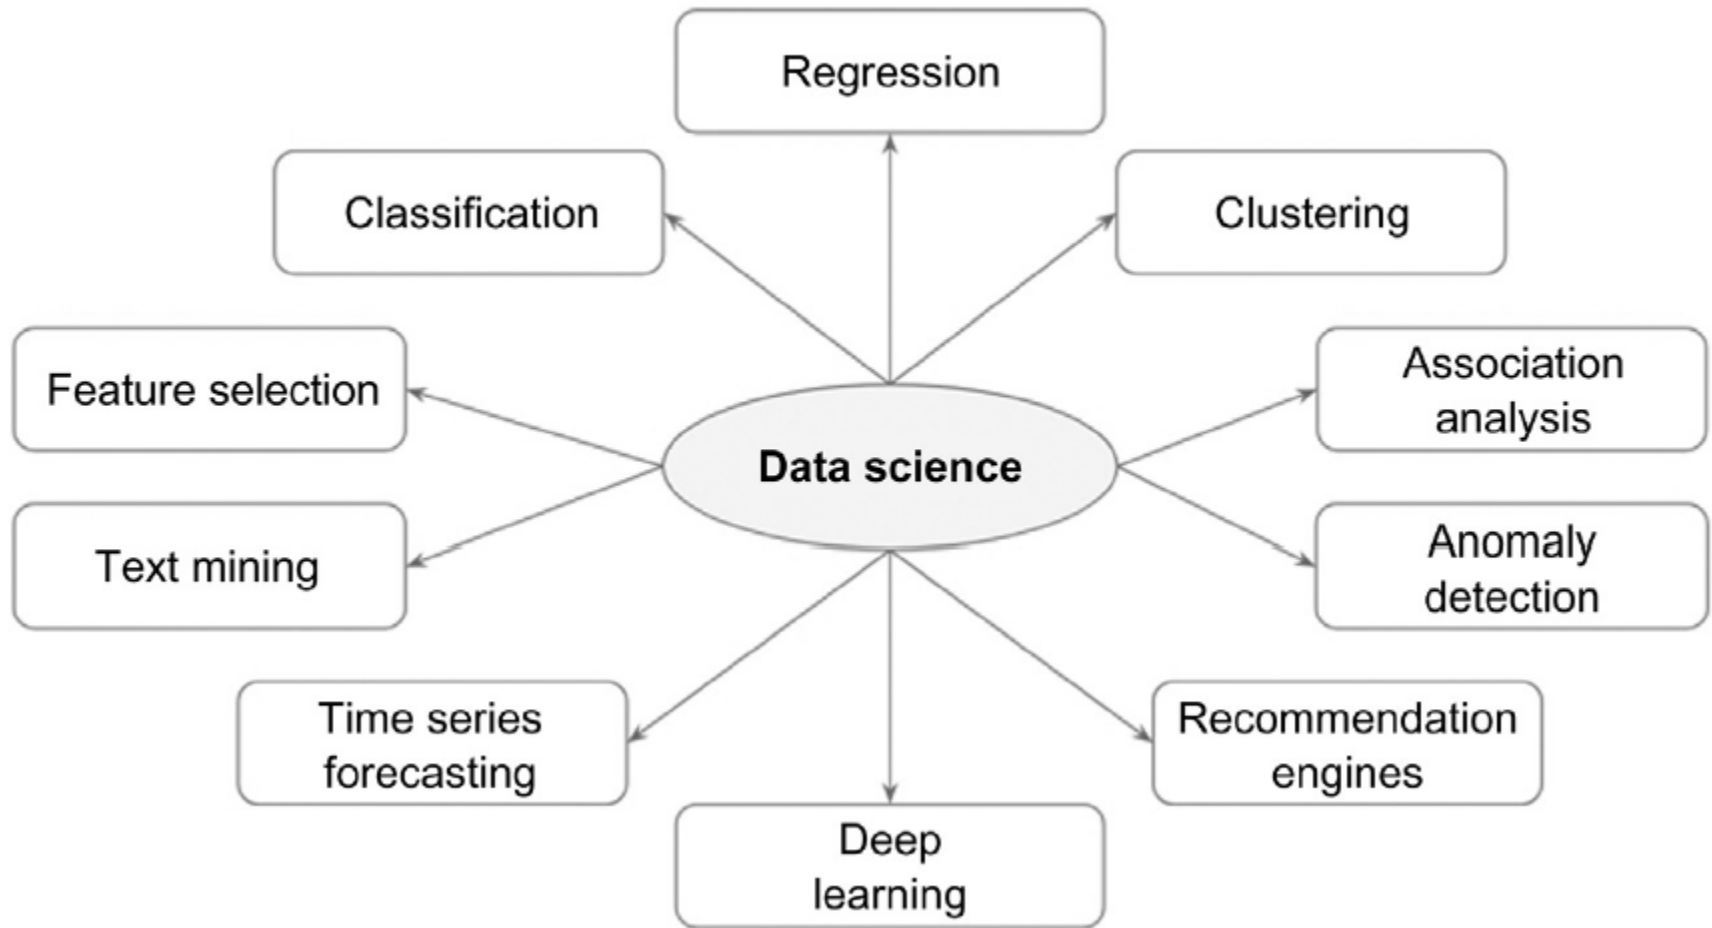 Regression
Classification
Clustering
Feature selection
Association
analysis
Data science
Text mining
Anomaly
detection
Time series
forecasting
Recommendation
engines
Deep
learning